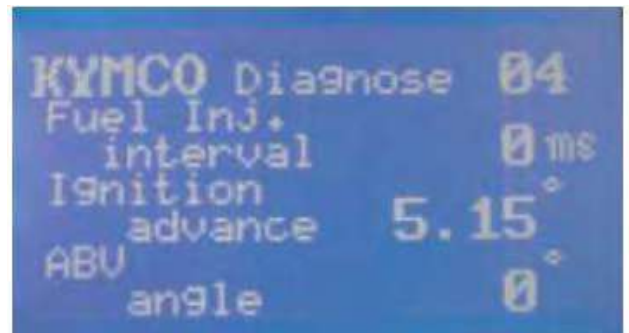 KYMCO Diagnose 04
Fuel Inj.
interval 0 ms
Ignition
advance 5.15°
ABV
angle 0°